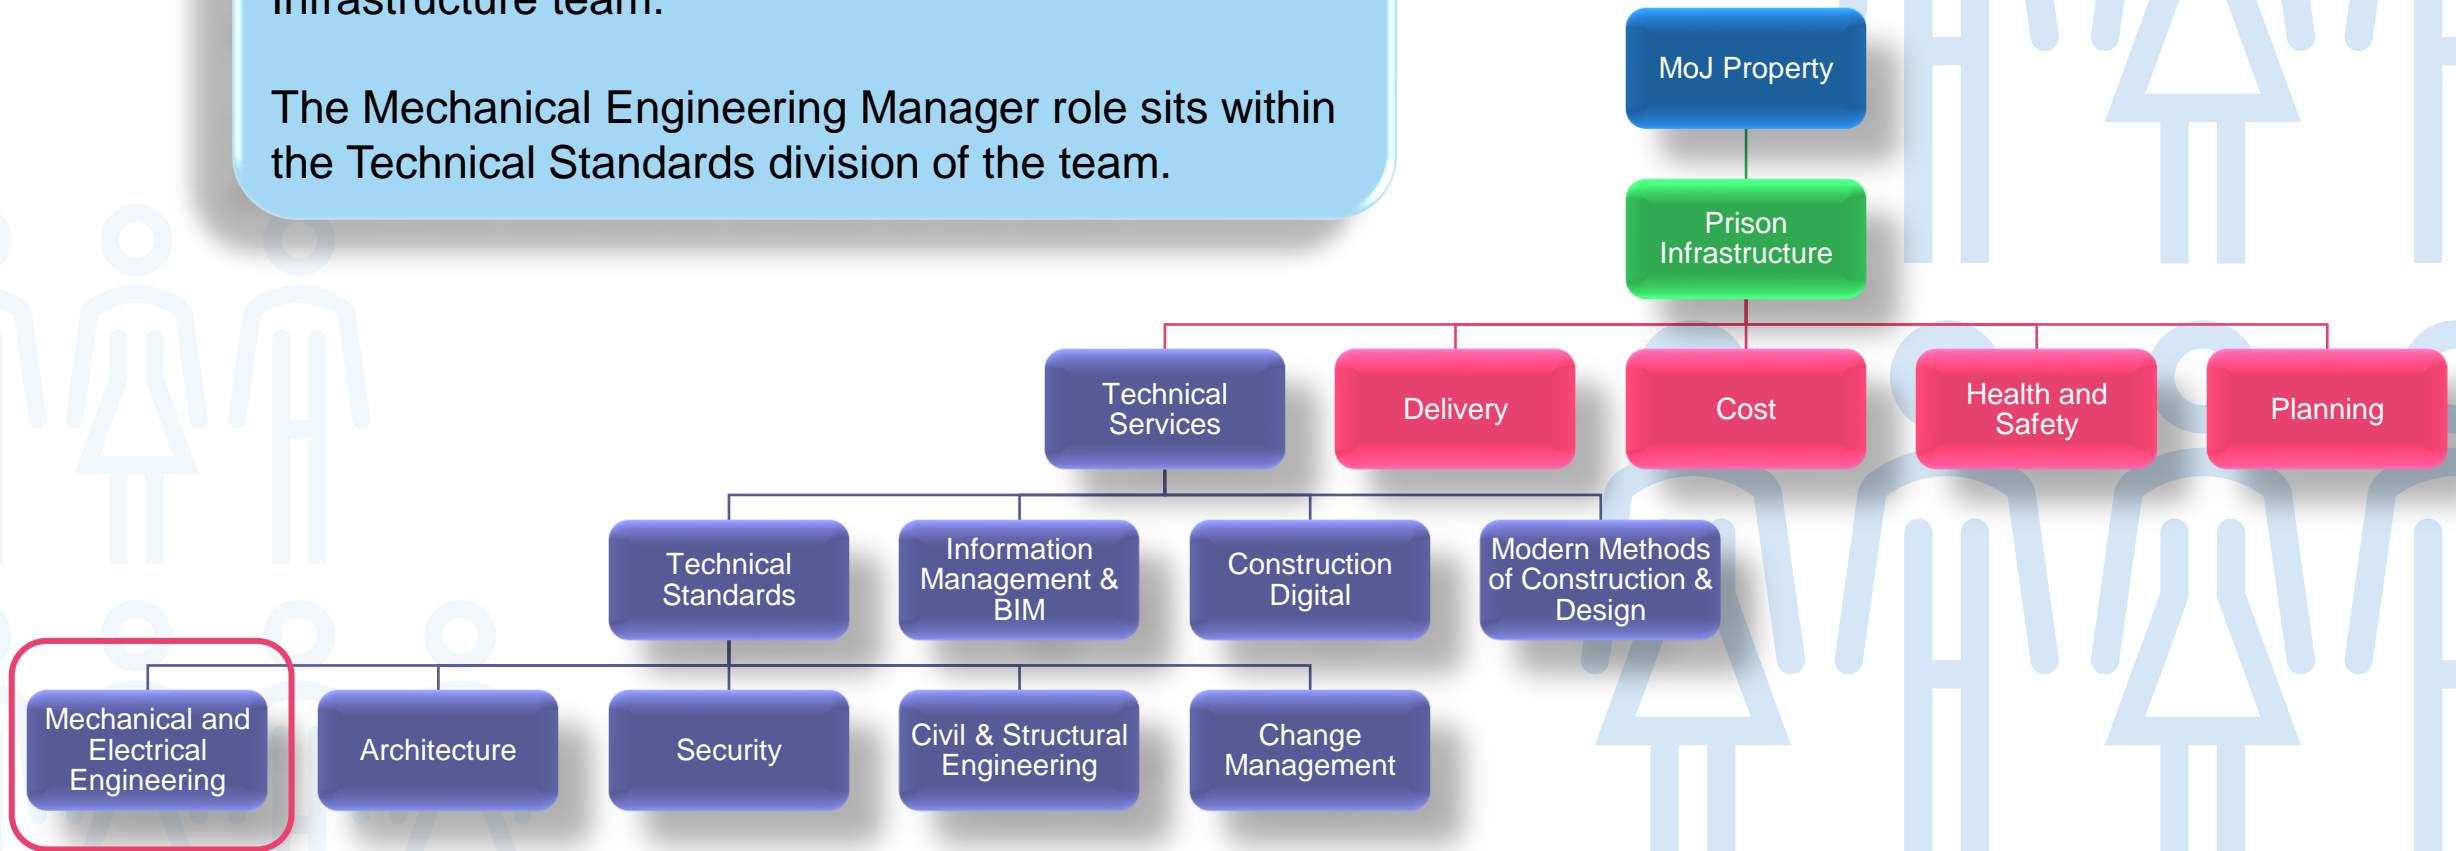 Infrastructure team.
The Mechanical Engineering Manager role sits within
the Technical Standards division of the team.
MoJ Property
Prison
Infrastructure
Technical
Services
Delivery
Cost
Health and
Safety
Planning
Technical
Standards
Information
Management &
BIM
Construction
Digital
Modern Methods
of Construction &
Design
Mechanical and
Electrical
Engineering
Architecture
Security
Civil & Structural
Engineering
Change
Management